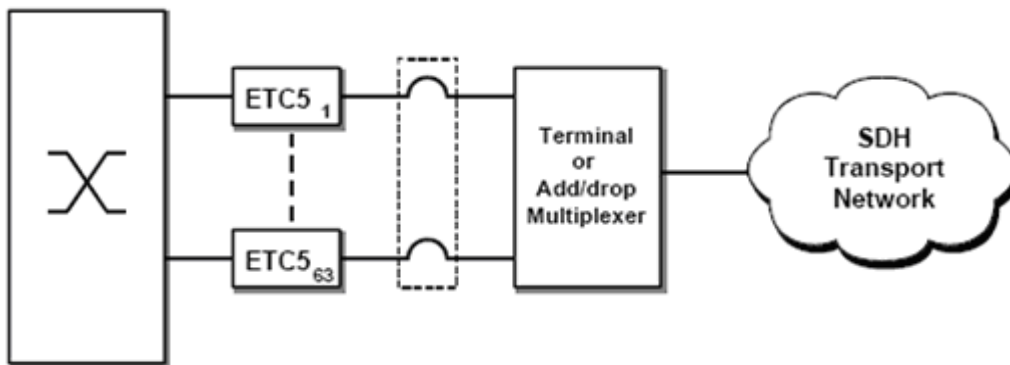 ETC5 1
ETC5 63
Terminal
or
Add/drop
Multiplexer
SDH
Transport
Network